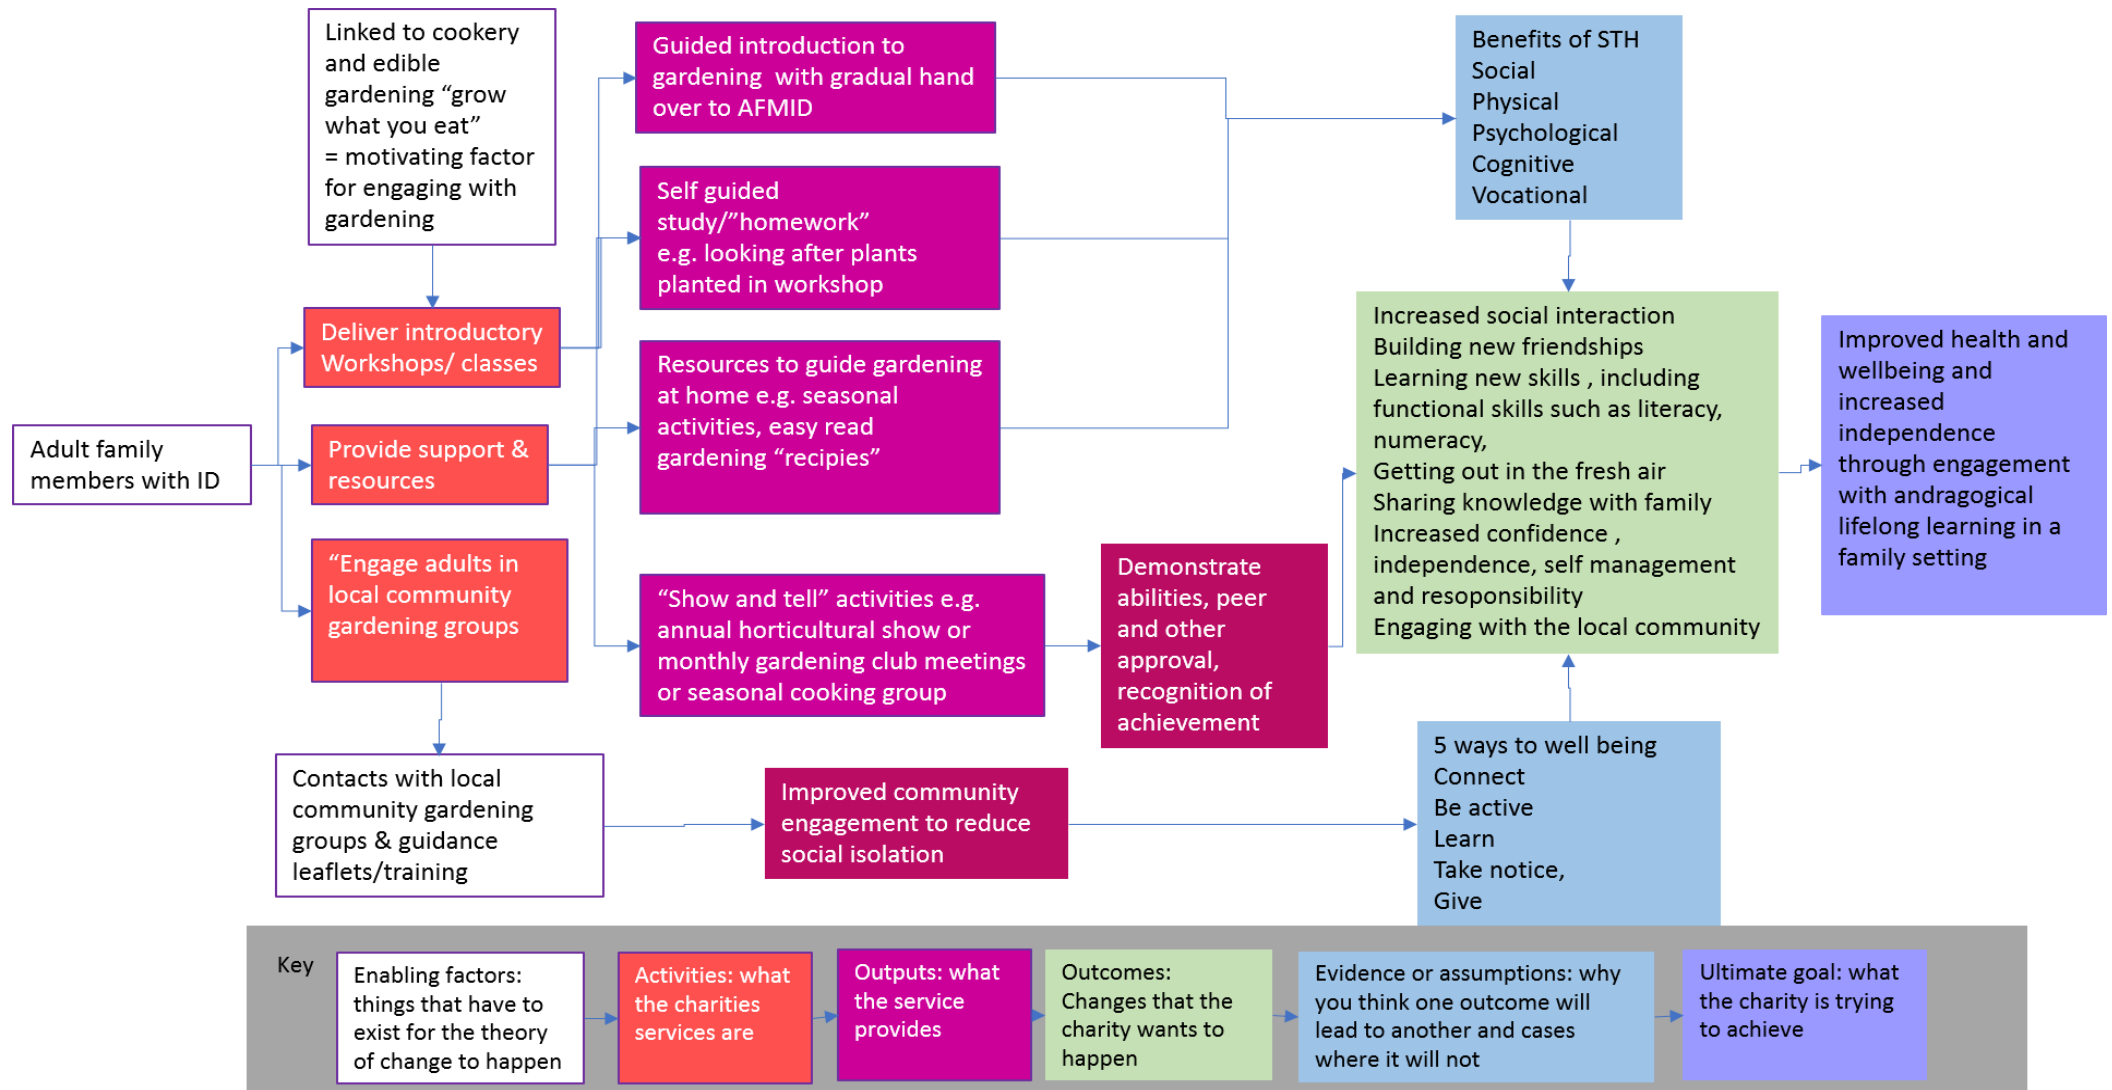 Linked to cookery
and edible
gardening “grow
what you eat”
= motivating factor
for engaging with
gardening
Guided introduction to
gardening with gradual hand
over to AFMID
Benefits of STH
Social
Physical
Psychological
Cognitive
Vocational
Self guided
study/”homework”
e.g. looking after plants
planted in workshop
Deliver introductory
Workshops/ classes
Resources to guide gardening
at home e.g. seasonal
activities, easy read
gardening “recipies”
Increased social interaction
Building new friendships
Learning new skills , including
functional skills such as literacy,
numeracy,
Getting out in the fresh air
Sharing knowledge with family
Increased confidence ,
independence, self management
and resoponsibility
Engaging with the local community
Improved health and
wellbeing and
increased
independence
through engagement
with andragogical
lifelong learning in a
family setting
Adult family
members with ID
Provide support &
resources
“Engage adults in
local community
gardening groups
“Show and tell” activities e.g.
annual horticultural show or
monthly gardening club meetings
or seasonal cooking group
Demonstrate
abilities, peer
and other
approval,
recognition of
achievement
Contacts with local
community gardening
groups & guidance
leaflets/training
Improved community
engagement to reduce
social isolation
5 ways to well being
Connect
Be active
Learn
Take notice,
Give
Key
Enabling factors:
things that have to
exist for the theory
of change to happen
Activities: what
the charities
services are
Outputs: what
the service
provides
Outcomes:
Changes that the
charity wants to
happen
Evidence or assumptions: why
you think one outcome will
lead to another and cases
where it will not
Ultimate goal: what
the charity is trying
to achieve